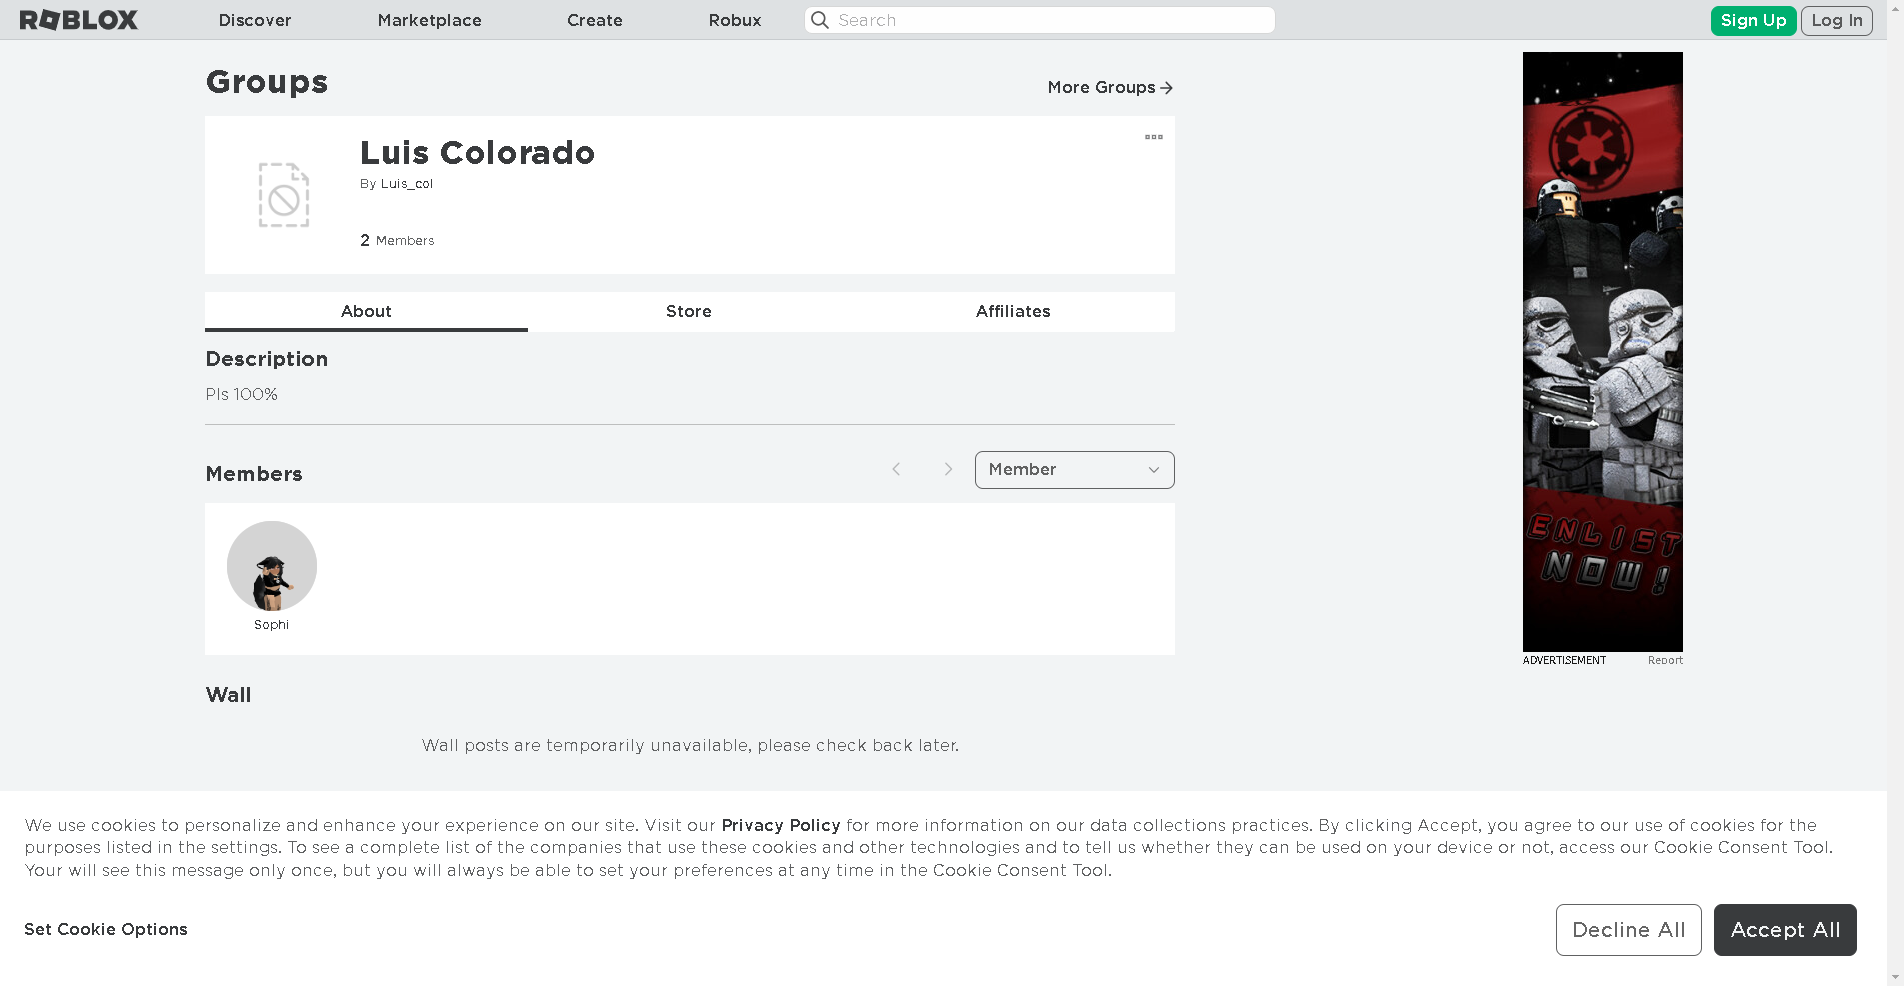 ROBLOX Discover Marketplace Create Robux Search Sign Up Log In
Groups
More Groups
Luis Colorado
By Luis_col
2 Members
About Store Affiliates
Description
Pls 100%
Members
Member
Sophi
ENLIST
NOW!
ADVERTISEMENT Report
Wall
Wall posts are temporarily unavailable, please check back later.
We use cookies to personalize and enhance your experience on our site. Visit our Privacy Policy for more information on our data collections practices. By clicking Accept, you agree to our use of cookies for the
purposes listed in the settings. To see a complete list of the companies that use these cookies and other technologies and to tell us whether they can be used on your device or not, access our Cookie Consent Tool.
Your will see this message only once, but you will always be able to set your preferences at any time in the Cookie Consent Tool.
Set Cookie Options
Decline All
Accept All